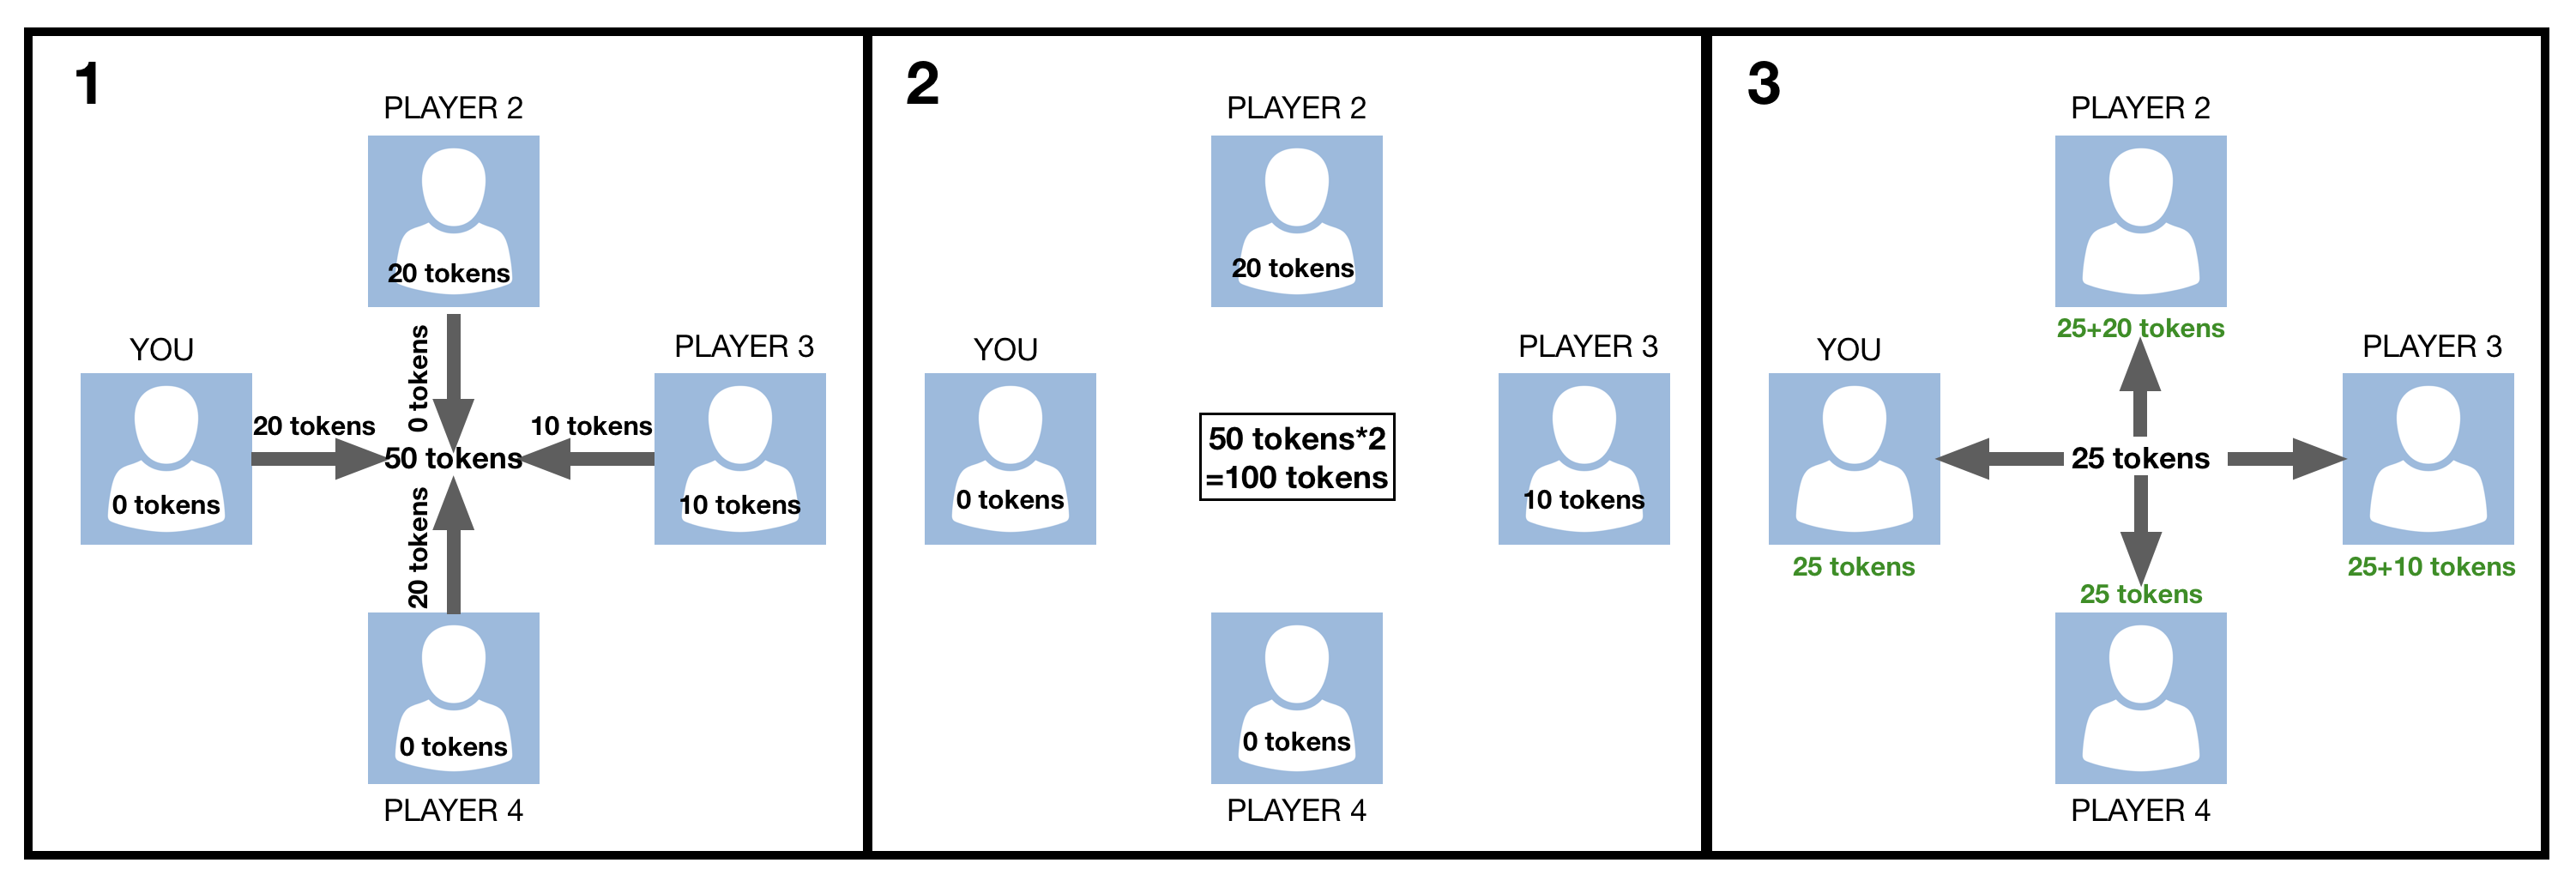 1
PLAYER 2
20 tokens
0 tokens
YOU
PLAYER 3
20 tokens
10 tokens
50 tokens
0 tokens
10 tokens
20 tokens
0 tokens
PLAYER 4
2
PLAYER 2
20 tokens
YOU
PLAYER 3
50 tokens*2
=100 tokens
0 tokens
10 tokens
0 tokens
PLAYER 4
3
PLAYER 2
25+20 tokens
YOU
PLAYER 3
25 tokens
25 tokens
25+10 tokens
25 tokens
PLAYER 4